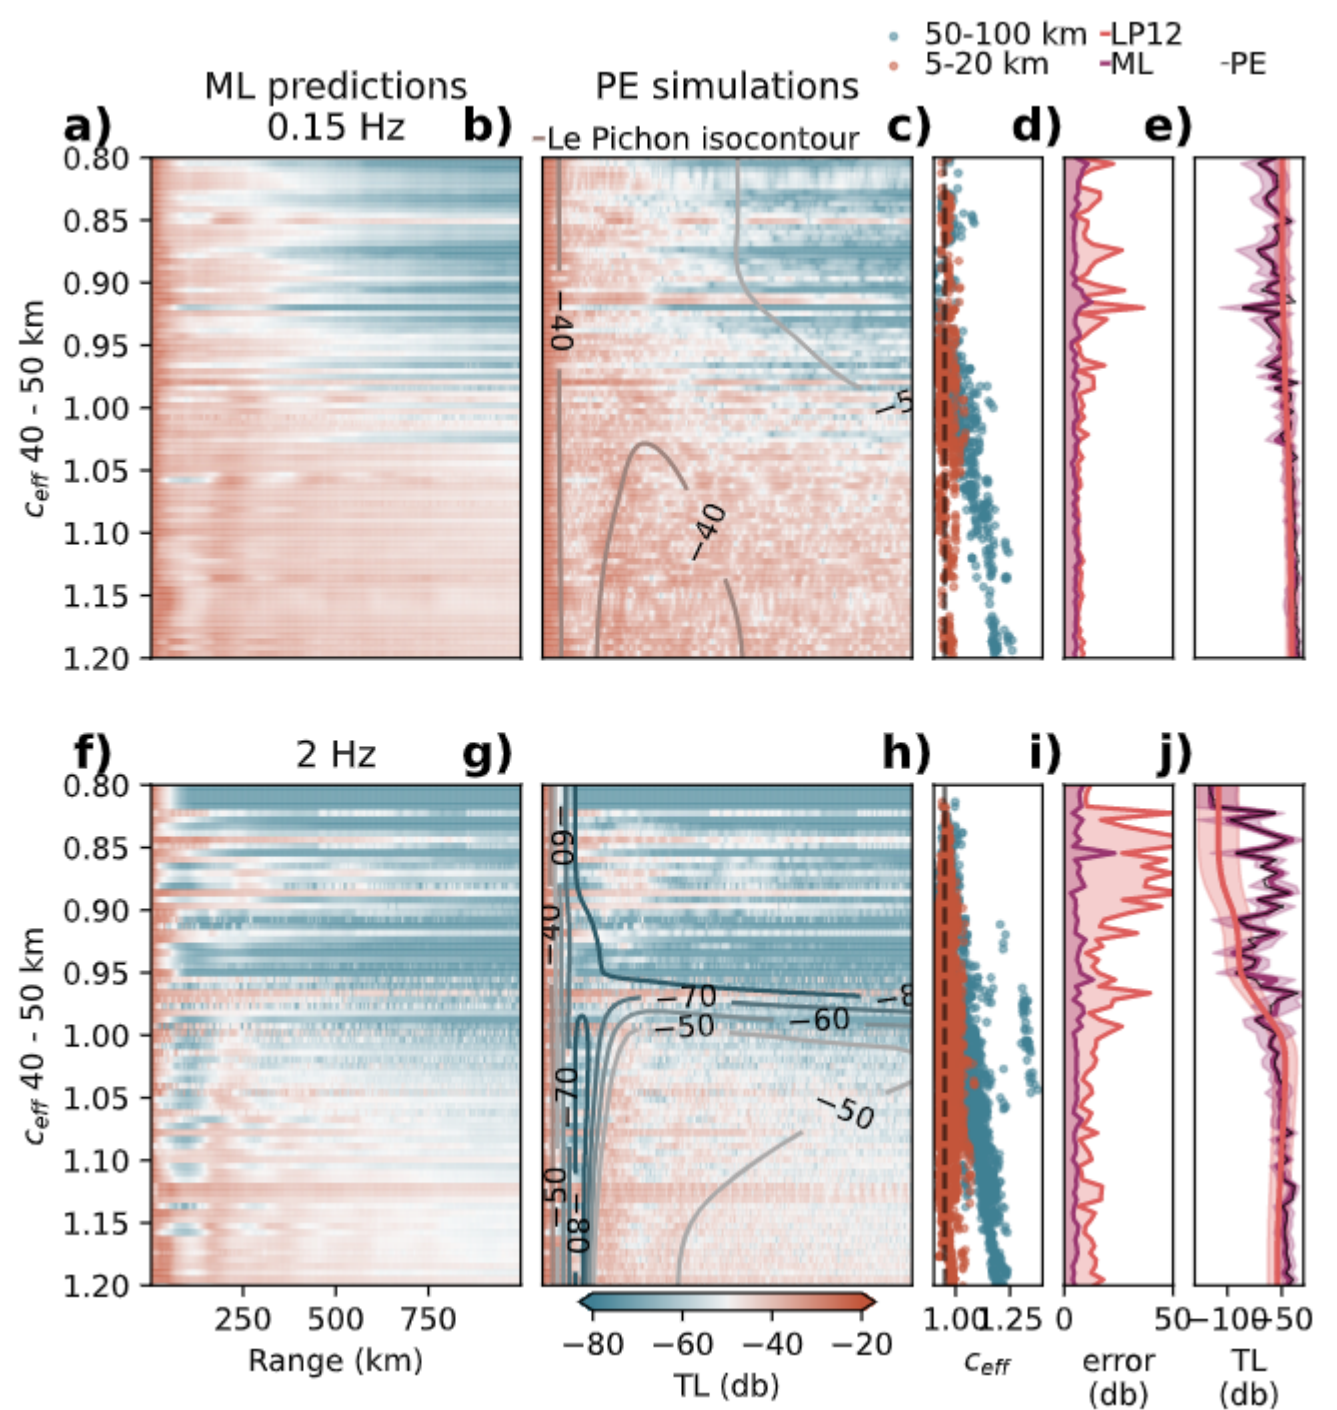 50-100 km -LP12
5-20 km -ML -PE
ML predictions PE simulations
a) 0.15 Hz b) -Le Pichon isocontour c) d) e)
0.80
0.85
0.90
0.95
1.00
1.05
1.10
1.15
1.20
c_eff 40 - 50 km
−40
−5
−40
f) 2 Hz g) h) i) j)
0.80
0.85
0.90
0.95
1.00
1.05
1.10
1.15
1.20
c_eff 40 - 50 km
−60
−40
−70 −8
−50 −60
−70
−50
−50
−80
250 500 750
Range (km)
−80 −60 −40 −20
TL (db)
1.00 1.25
c_eff
0 50
error
(db)
−100 −50
TL
(db)